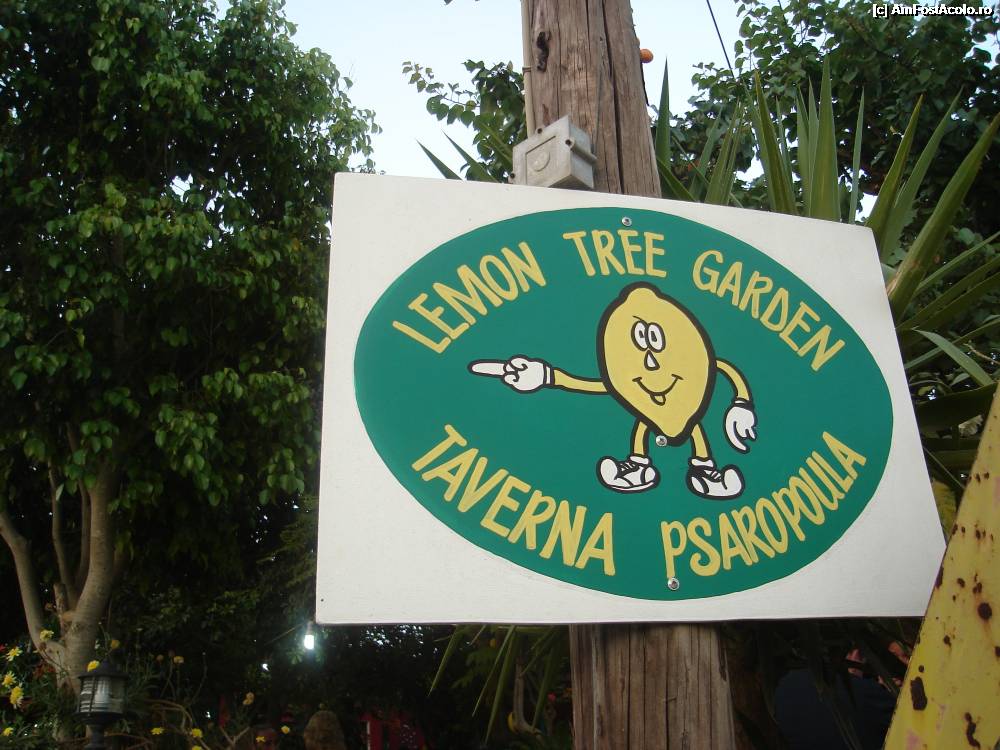 (c) AmFostAcolo.ro
LEMON TREE GARDEN
TAVERNA PSAROPOULA